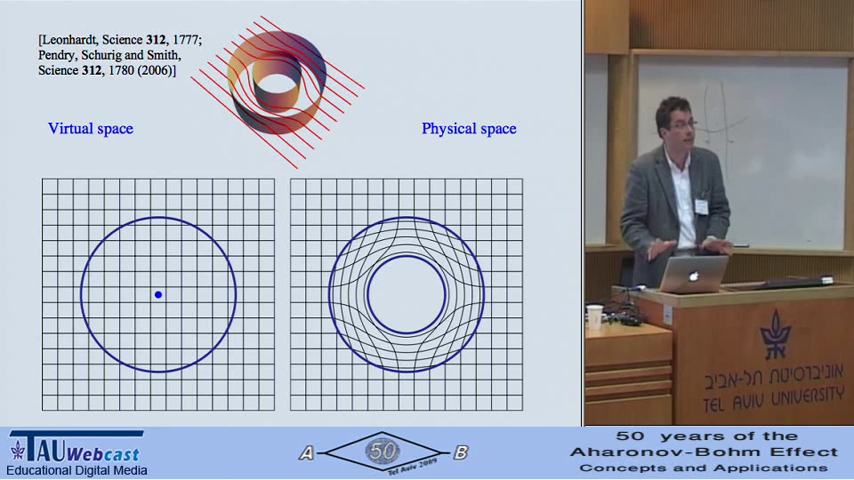 [Leonhardt, Science 312, 1777;
Pendry, Schurig and Smith,
Science 312, 1780 (2006)]
Virtual space
Physical space
אוניברסיטת תל-אביב
TEL AVIV UNIVERSITY
TAU Webcast
Educational Digital Media
A 50 B
Tel Aviv 2009
50 years of the
Aharonov-Bohm Effect
Concepts and Applications